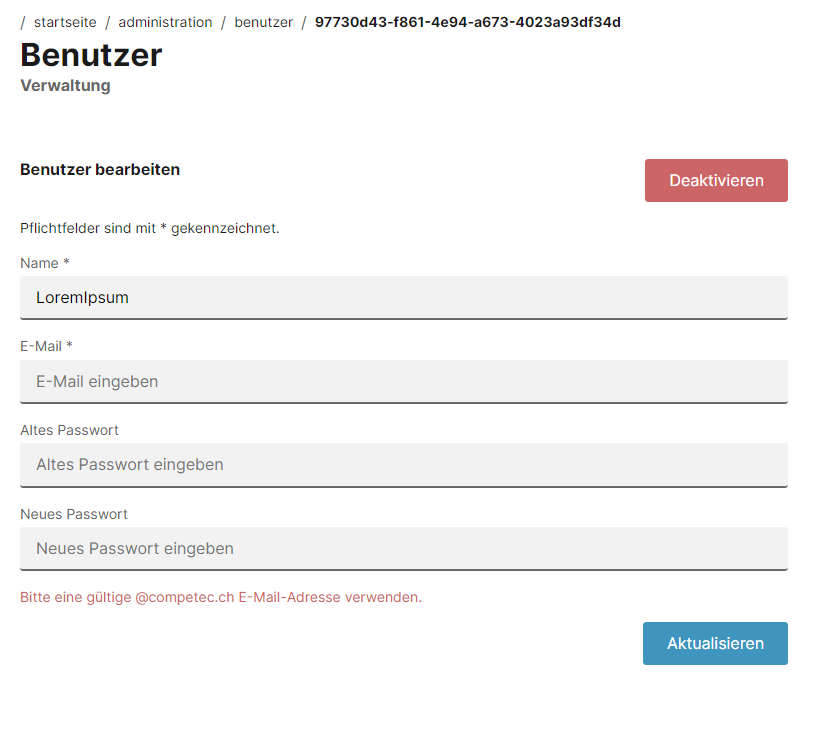 / startseite / administration / benutzer / 97730d43-f861-4e94-a673-4023a93df34d
Benutzer
Verwaltung
Benutzer bearbeiten
Deaktivieren
Pflichtfelder sind mit * gekennzeichnet.
Name *
LoremIpsum
E-Mail *
E-Mail eingeben
Altes Passwort
Altes Passwort eingeben
Neues Passwort
Neues Passwort eingeben
Bitte eine gültige @competec.ch E-Mail-Adresse verwenden.
Aktualisieren